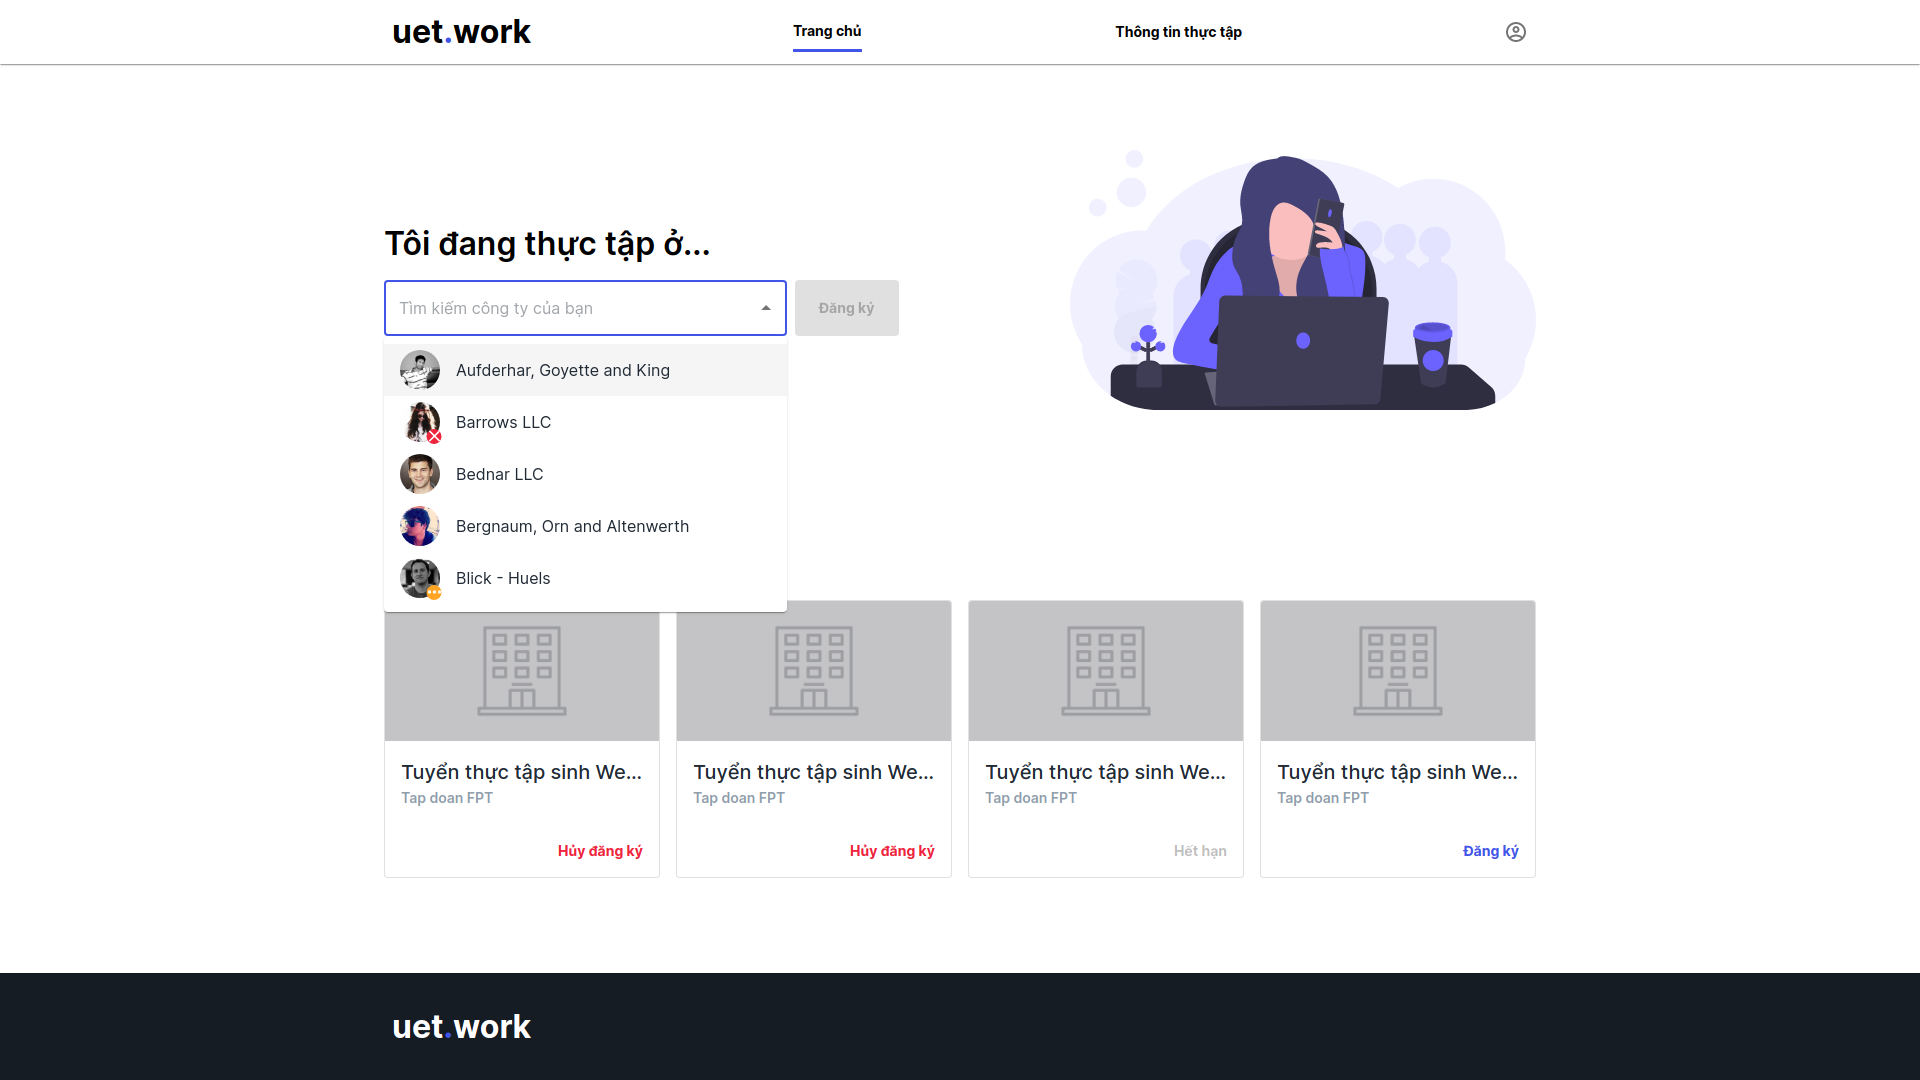 uet.work
Trang chủ
Thông tin thực tập
Tôi đang thực tập ở...
Tìm kiếm công ty của bạn
Đăng ký
Aufderhar, Goyette and King
Barrows LLC
Bednar LLC
Bergnaum, Orn and Altenwerth
Blick - Huels
Tuyển thực tập sinh We...
Tap doan FPT
Hủy đăng ký
Tuyển thực tập sinh We...
Tap doan FPT
Hủy đăng ký
Tuyển thực tập sinh We...
Tap doan FPT
Hết hạn
Tuyển thực tập sinh We...
Tap doan FPT
Đăng ký
uet.work